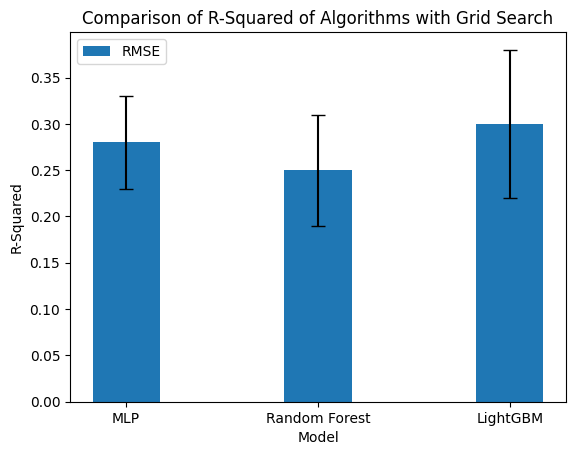 Comparison of R-Squared of Algorithms with Grid Search
RMSE
0.35
0.30
0.25
0.20
0.15
0.10
0.05
0.00
R-Squared
MLP Random Forest LightGBM
Model